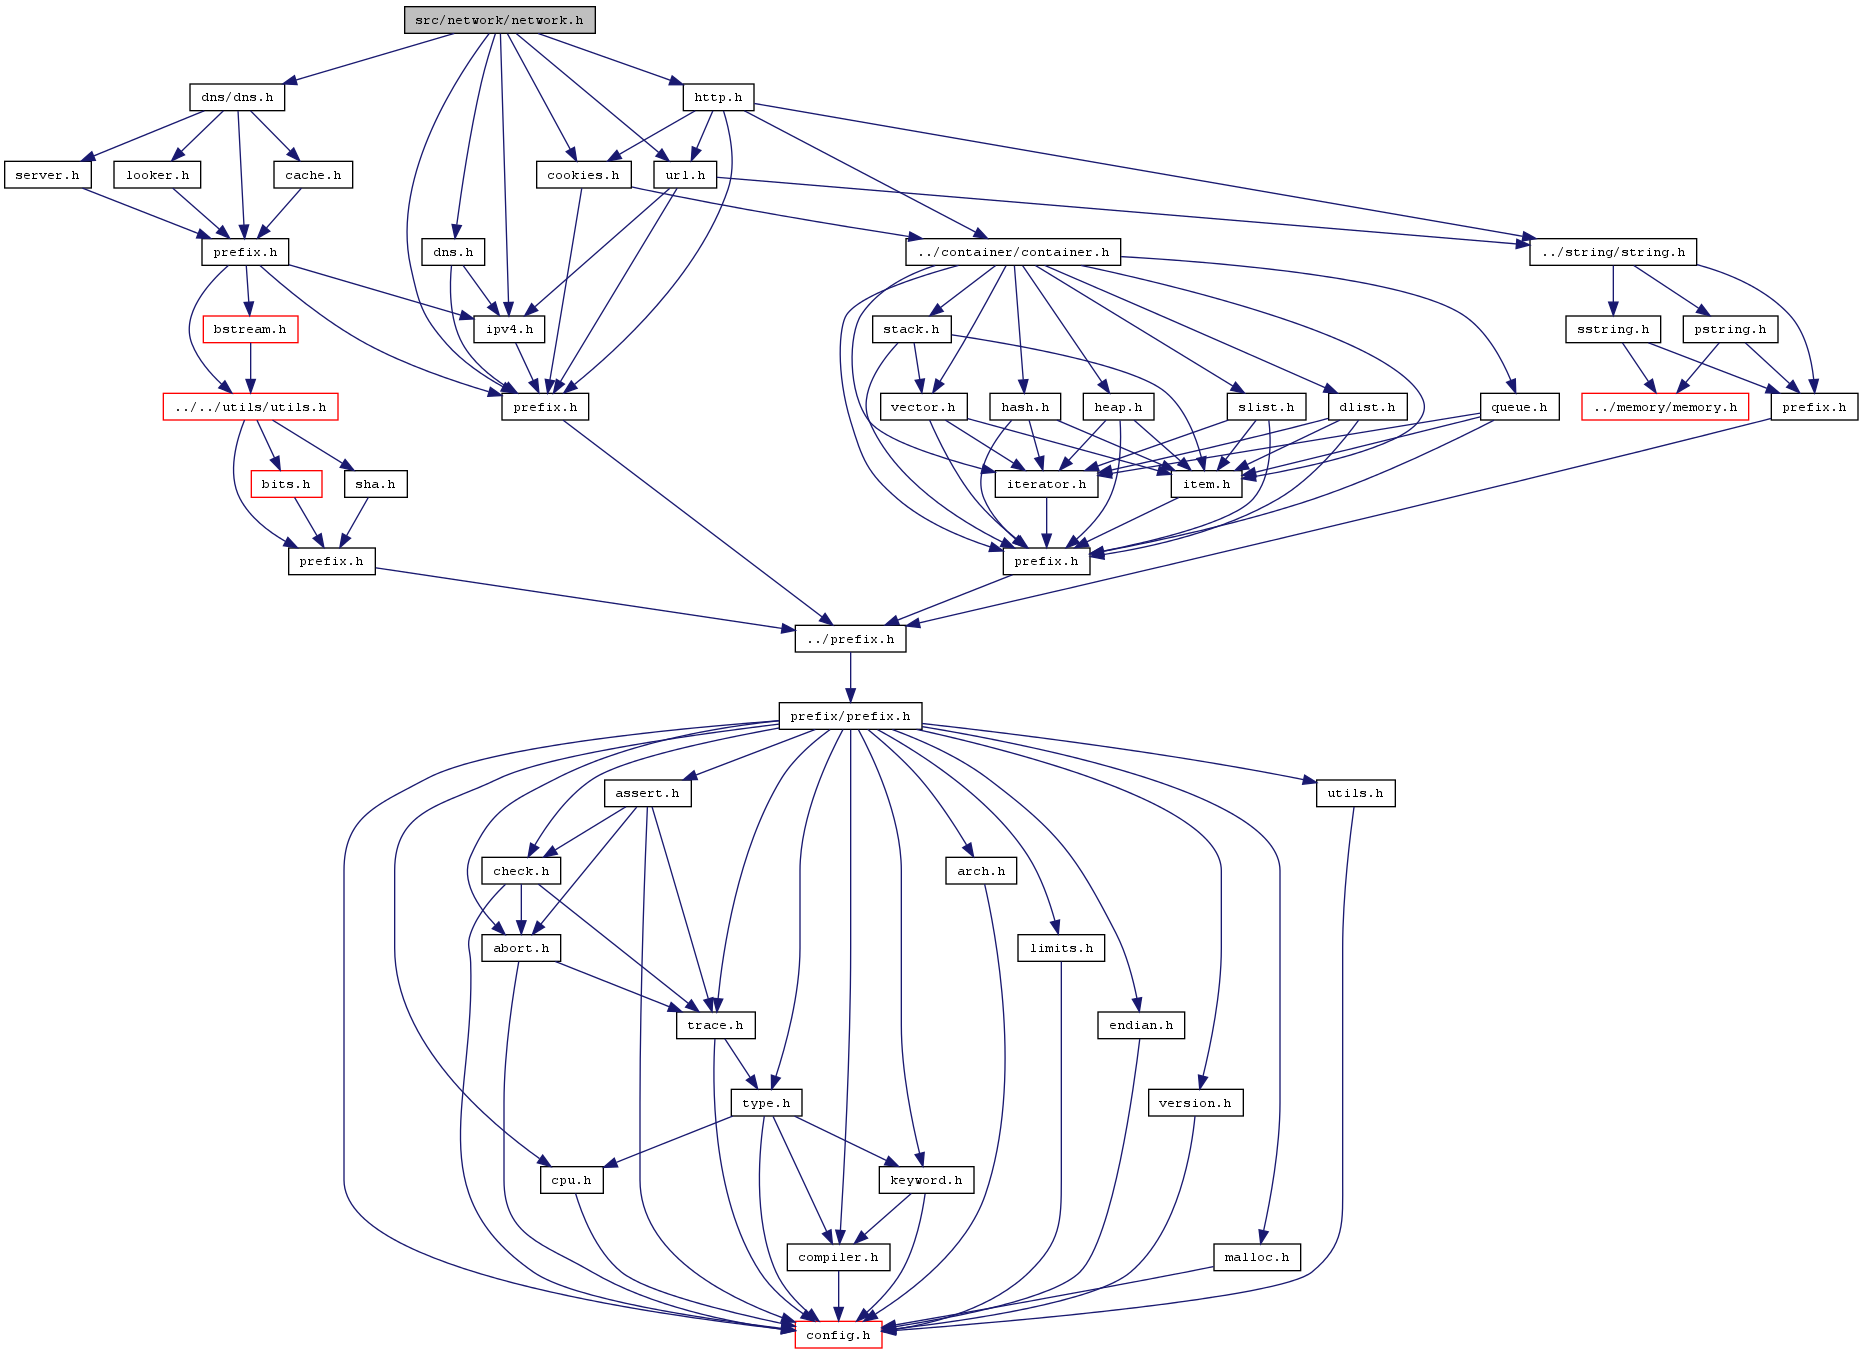 src/network/network.h
dns/dns.h
http.h
server.h
looker.h
cache.h
cookies.h
url.h
prefix.h
dns.h
../container/container.h
../string/string.h
bstream.h
ipv4.h
stack.h
sstring.h
pstring.h
../../utils/utils.h
prefix.h
vector.h
hash.h
heap.h
slist.h
dlist.h
queue.h
../memory/memory.h
prefix.h
bits.h
sha.h
iterator.h
item.h
prefix.h
prefix.h
../prefix.h
prefix/prefix.h
assert.h
utils.h
check.h
arch.h
abort.h
limits.h
trace.h
endian.h
type.h
version.h
cpu.h
keyword.h
compiler.h
malloc.h
config.h